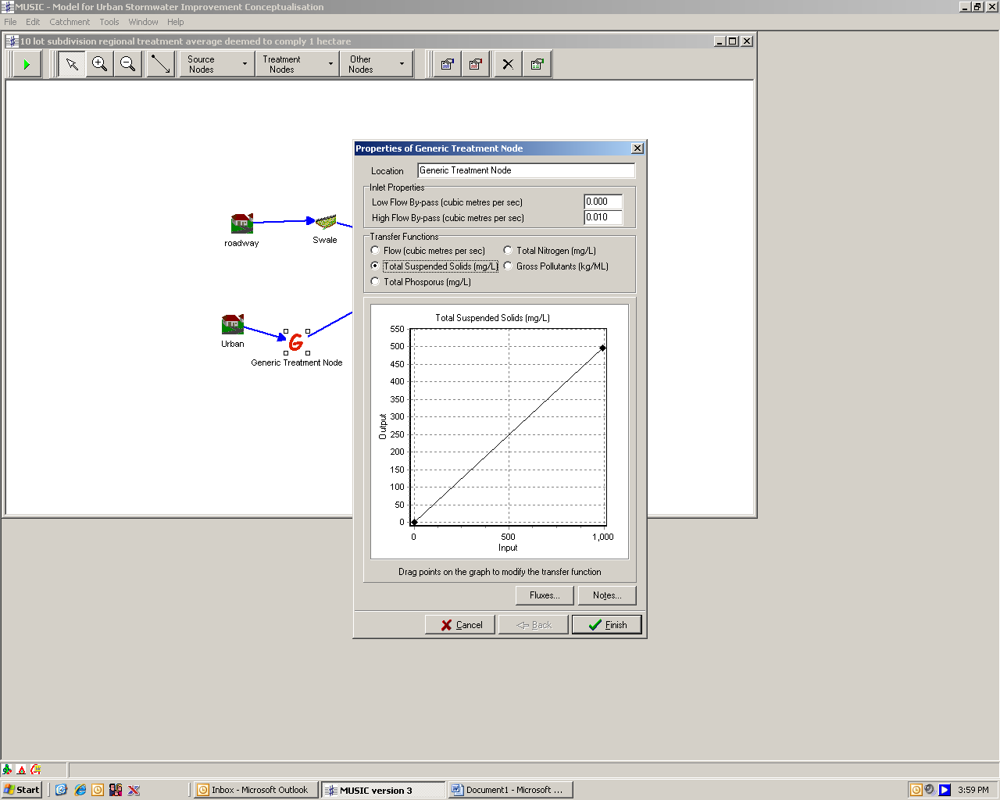 MUSIC - Model for Urban Stormwater Improvement Conceptualisation
File Edit Catchment Tools Window Help
10 lot subdivision regional treatment average deemed to comply 1 hectare
Source Nodes
Treatment Nodes
Other Nodes
roadway
Swale
Urban
Generic Treatment Node
Properties of Generic Treatment Node
Location Generic Treatment Node
Inlet Properties
Low Flow By-pass (cubic metres per sec) 0.000
High Flow By-pass (cubic metres per sec) 0.010
Transfer Functions
Flow (cubic metres per sec) Total Nitrogen (mg/L)
Total Suspended Solids (mg/L) Gross Pollutants (kg/ML)
Total Phosporus (mg/L)
Total Suspended Solids (mg/L)
550
500
450
400
350
300
250
200
150
100
50
0
Output
0 500 1,000
Input
Drag points on the graph to modify the transfer function
Fluxes... Notes...
Cancel Back Finish
Start Inbox - Microsoft Outlook MUSIC version 3 Document1 - Microsoft ... 3:59 PM